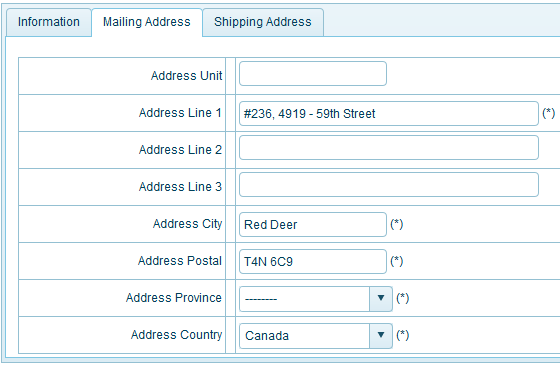 Information Mailing Address Shipping Address
Address Unit
Address Line 1 #236, 4919 - 59th Street (*)
Address Line 2
Address Line 3
Address City Red Deer (*)
Address Postal T4N 6C9 (*)
Address Province -------- (*)
Address Country Canada (*)